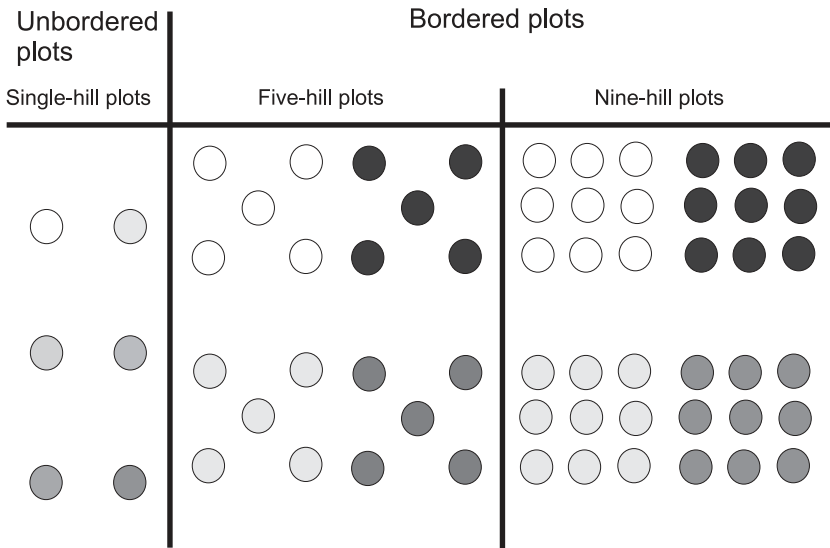 Unbordered
plots
Bordered plots
Single-hill plots
Five-hill plots
Nine-hill plots